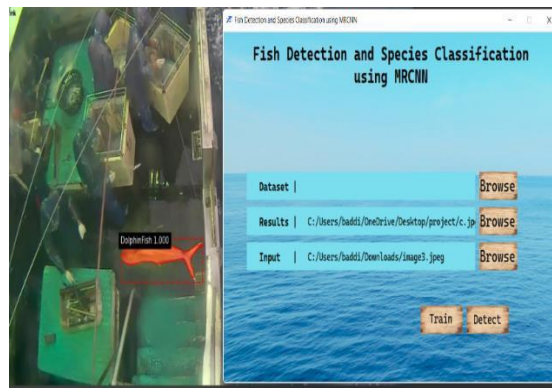 DolphinFish 1.000
Fish Detection and Species Classification using MRCNN
Fish Detection and Species Classification
using MRCNN
Dataset |
Browse
Results | C:/Users/baddi/OneDrive/Desktop/project/c.jp
Browse
Input | C:/Users/baddi/Downloads/image3.jpeg
Browse
Train
Detect